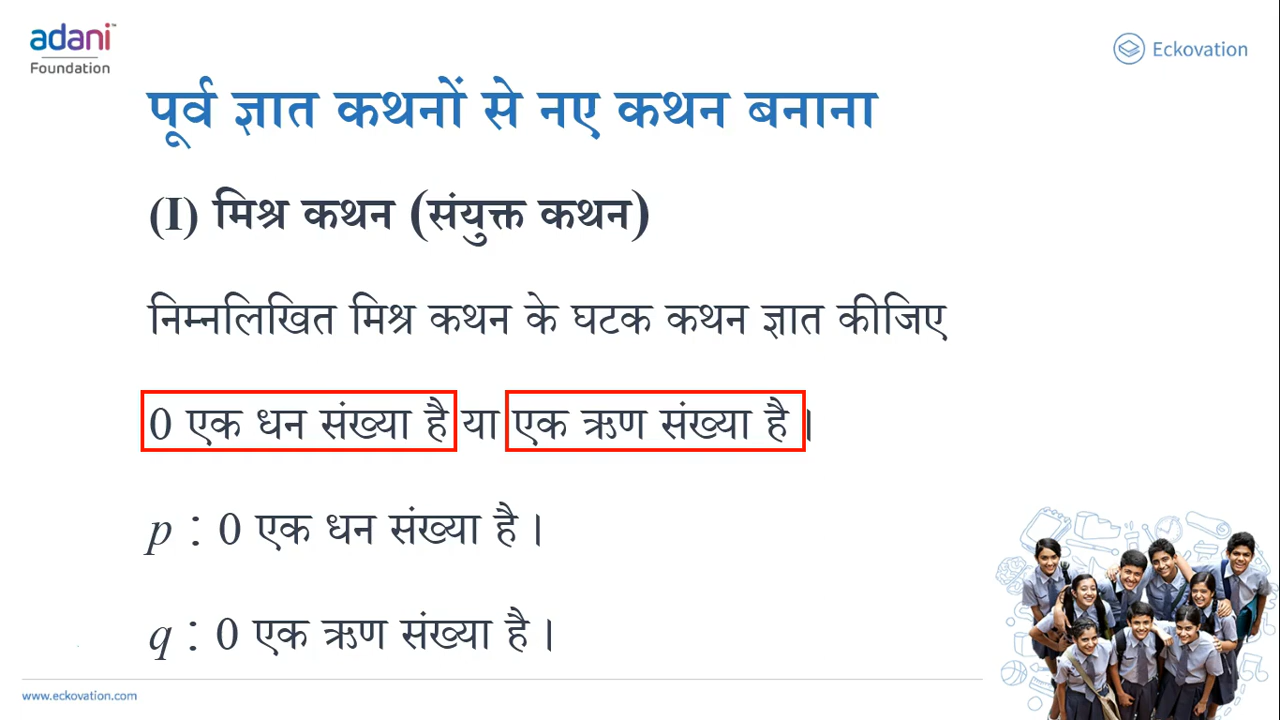 adani™
Foundation
Eckovation
पूर्व ज्ञात कथनों से नए कथन बनाना
(I) मिश्र कथन (संयुक्त कथन)
निम्नलिखित मिश्र कथन के घटक कथन ज्ञात कीजिए
0 एक धन संख्या है या एक ऋण संख्या है।
p : 0 एक धन संख्या है।
q : 0 एक ऋण संख्या है।
www.eckovation.com